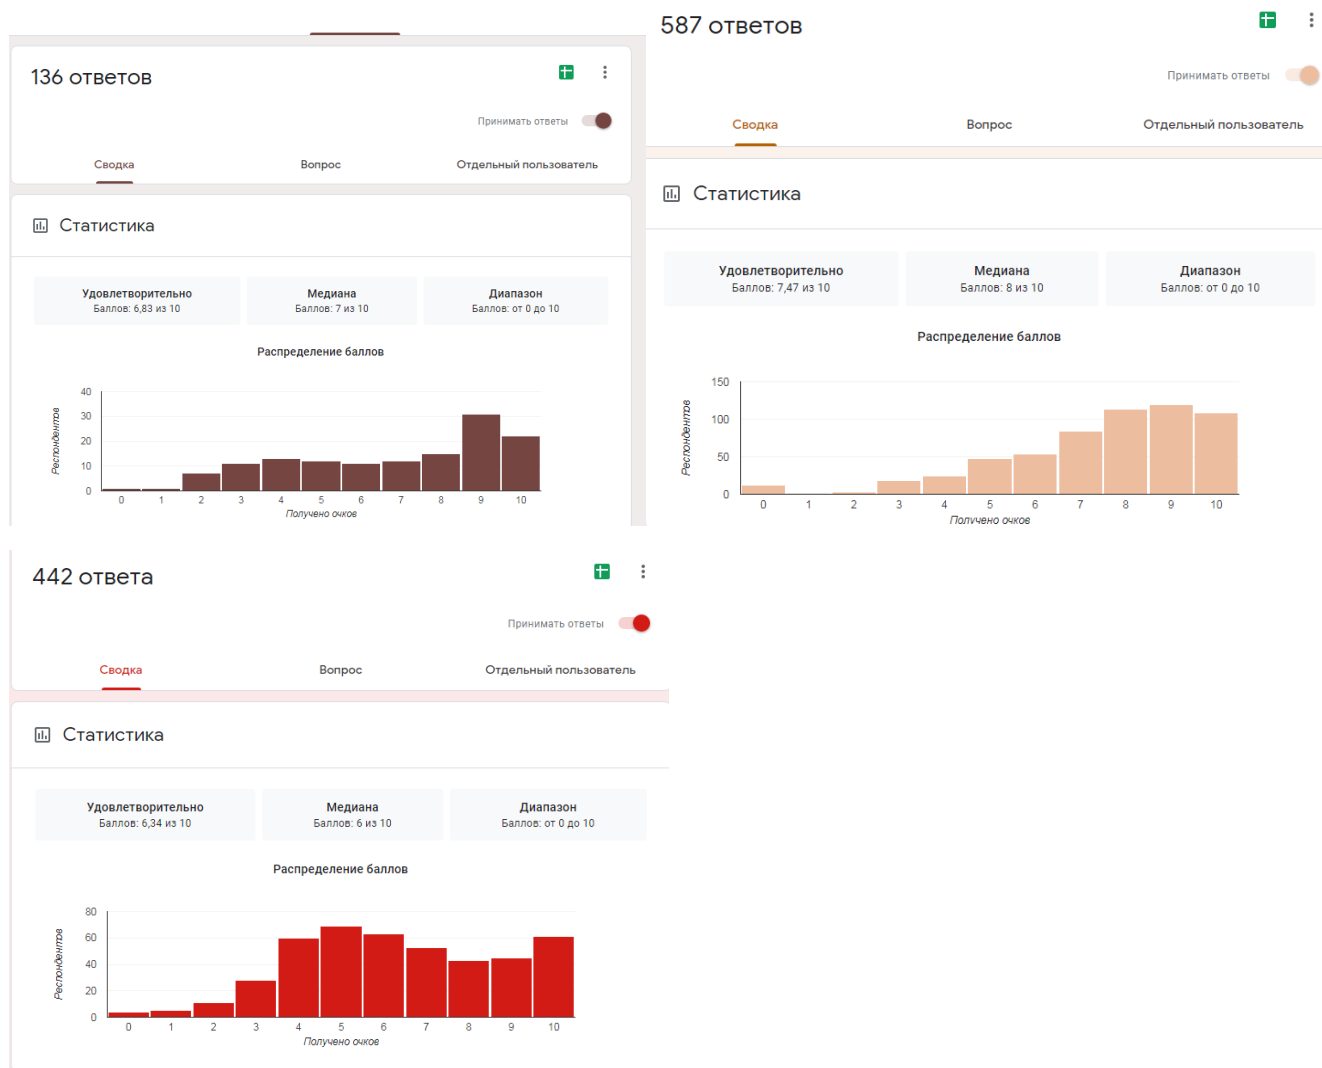 136 ответов
Принимать ответы
Сводка Вопрос Отдельный пользователь
Статистика
Удовлетворительно Медиана Диапазон
Баллов: 6,83 из 10 Баллов: 7 из 10 Баллов: от 0 до 10
Распределение баллов
40
30
20
10
0
Респондентов
0 1 2 3 4 5 6 7 8 9 10
Получено очков
587 ответов
Принимать ответы
Сводка Вопрос Отдельный пользователь
Статистика
Удовлетворительно Медиана Диапазон
Баллов: 7,47 из 10 Баллов: 8 из 10 Баллов: от 0 до 10
Распределение баллов
150
100
50
0
Респондентов
0 1 2 3 4 5 6 7 8 9 10
Получено очков
442 ответа
Принимать ответы
Сводка Вопрос Отдельный пользователь
Статистика
Удовлетворительно Медиана Диапазон
Баллов: 6,34 из 10 Баллов: 6 из 10 Баллов: от 0 до 10
Распределение баллов
80
60
40
20
0
Респондентов
0 1 2 3 4 5 6 7 8 9 10
Получено очков